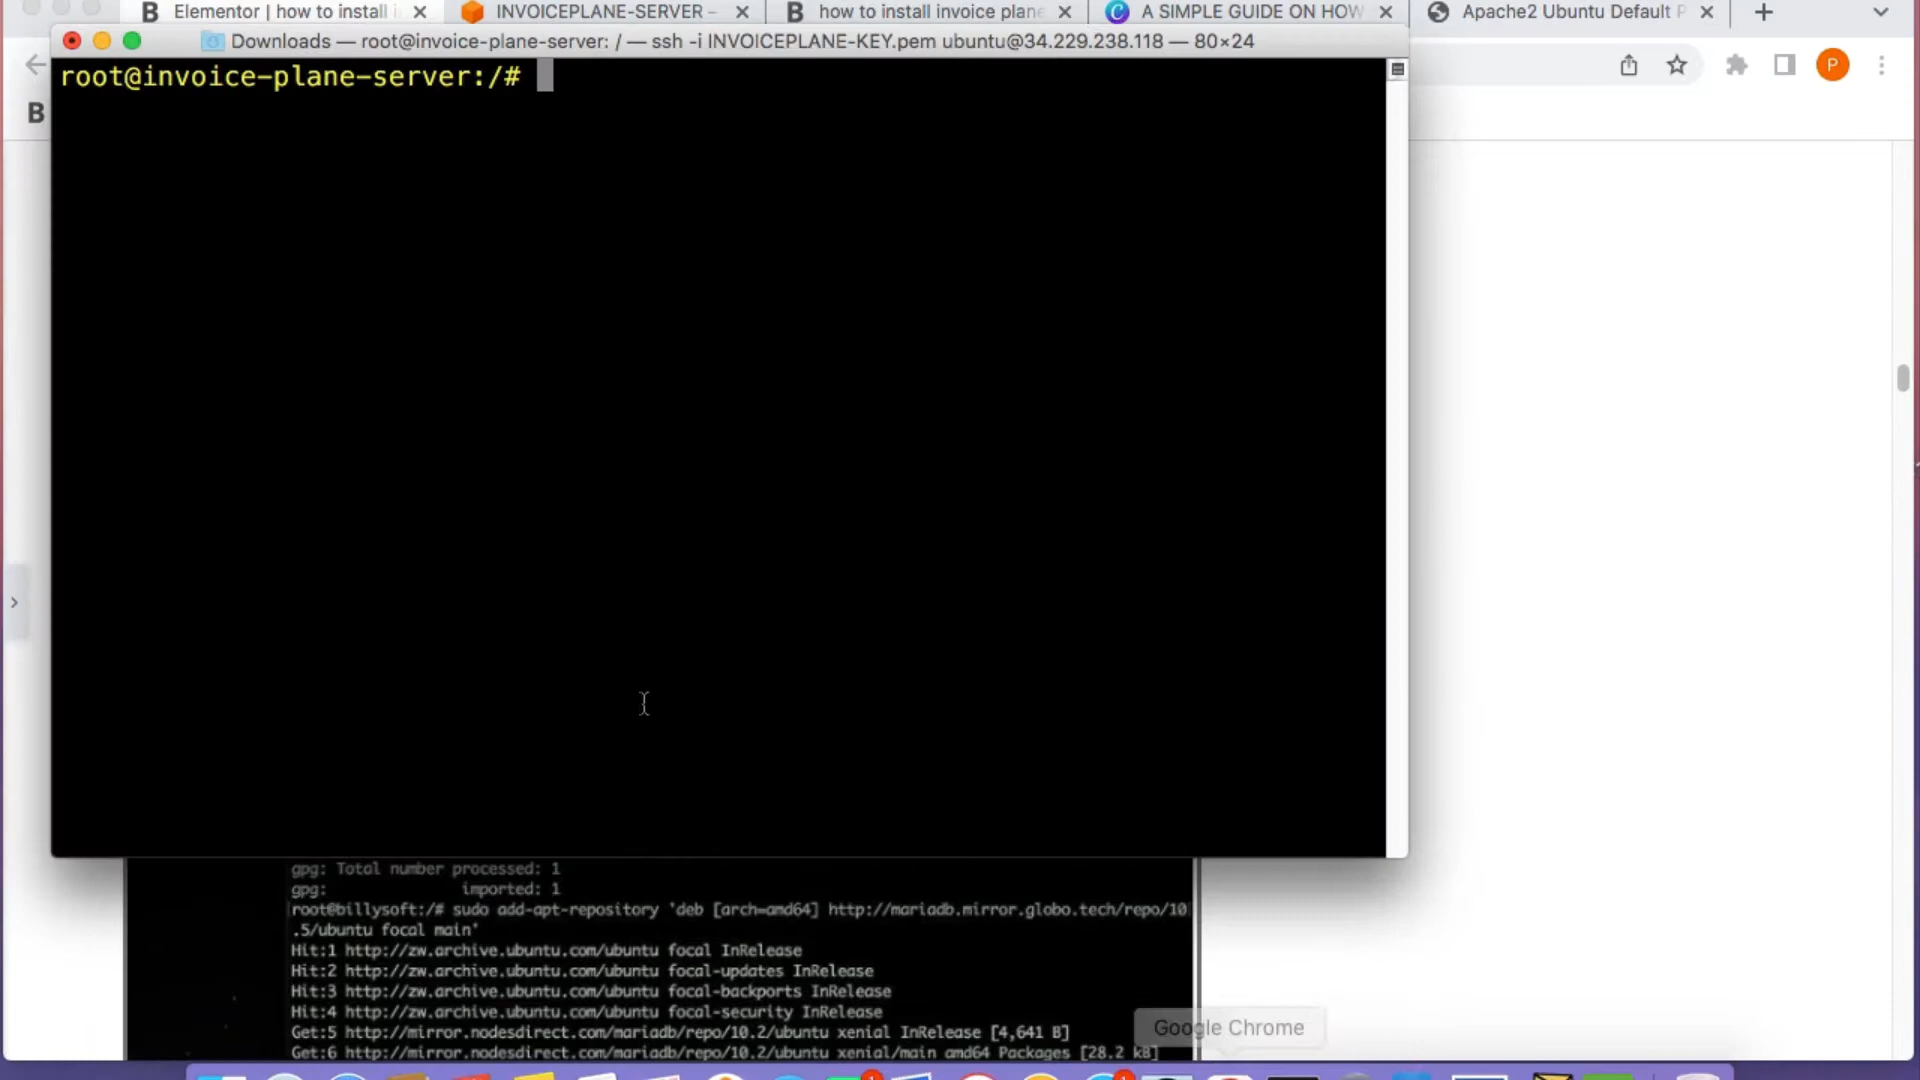 Elementor | how to install i
INVOICEPLANE-SERVER –
how to install invoice plane
A SIMPLE GUIDE ON HOW
Apache2 Ubuntu Default P
Downloads — root@invoice-plane-server: / — ssh -i INVOICEPLANE-KEY.pem ubuntu@34.229.238.118 — 80×24
root@invoice-plane-server:/#
P
B
gpg: Total number processed: 1
gpg:               imported: 1
root@billysoft:/# sudo add-apt-repository 'deb [arch=amd64] http://mariadb.mirror.globo.tech/repo/10
.5/ubuntu focal main'
Hit:1 http://zw.archive.ubuntu.com/ubuntu focal InRelease
Hit:2 http://zw.archive.ubuntu.com/ubuntu focal-updates InRelease
Hit:3 http://zw.archive.ubuntu.com/ubuntu focal-backports InRelease
Hit:4 http://zw.archive.ubuntu.com/ubuntu focal-security InRelease
Get:5 http://mirror.nodesdirect.com/mariadb/repo/10.2/ubuntu xenial InRelease [4,641 B]
Get:6 http://mirror.nodesdirect.com/mariadb/repo/10.2/ubuntu xenial/main amd64 Packages [28.2 kB]
Google Chrome
1
1